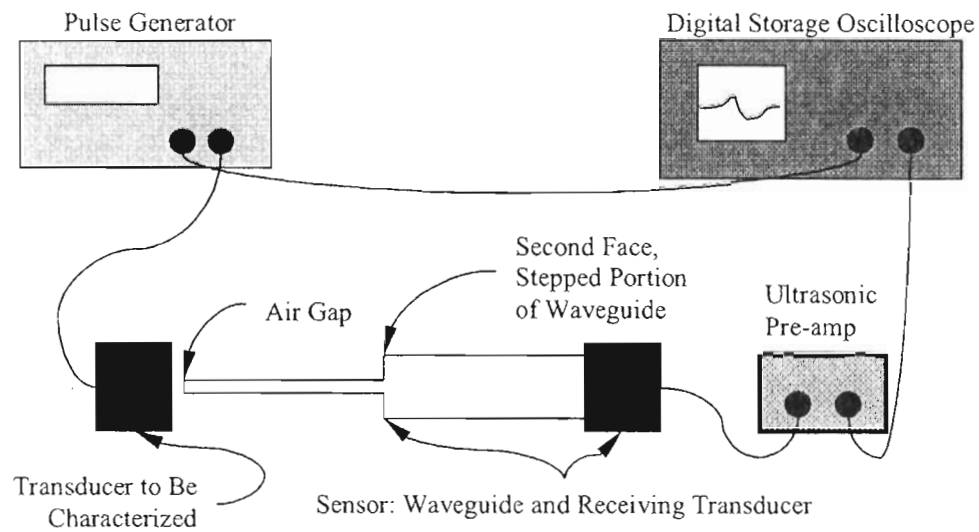 Pulse Generator
Digital Storage Oscilloscope
Second Face,
Stepped Portion
of Waveguide
Ultrasonic
Pre-amp
Air Gap
Transducer to Be
Characterized
Sensor: Waveguide and Receiving Transducer